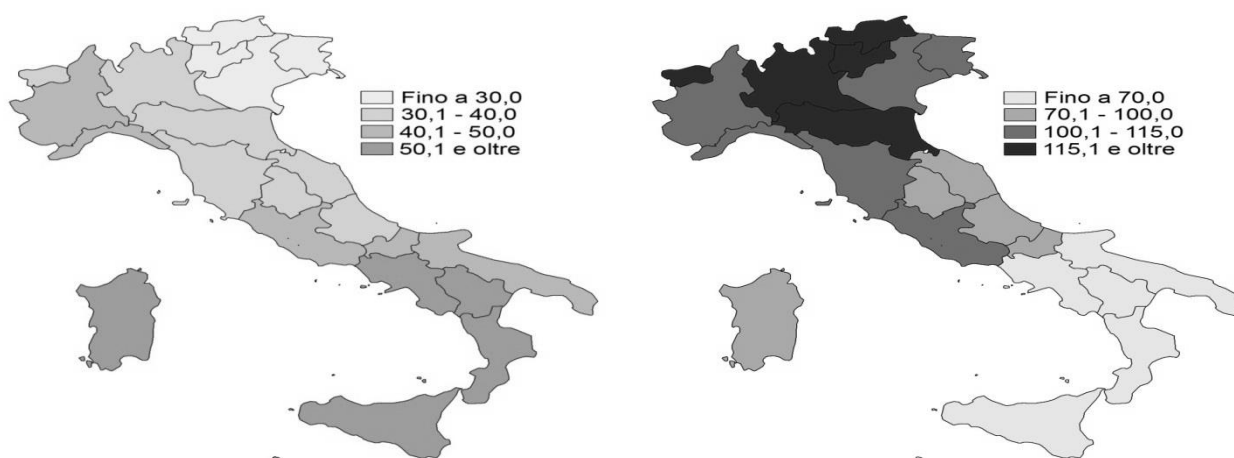 Fino a 30,0
30,1 - 40,0
40,1 - 50,0
50,1 e oltre
Fino a 70,0
70,1 - 100,0
100,1 - 115,0
115,1 e oltre